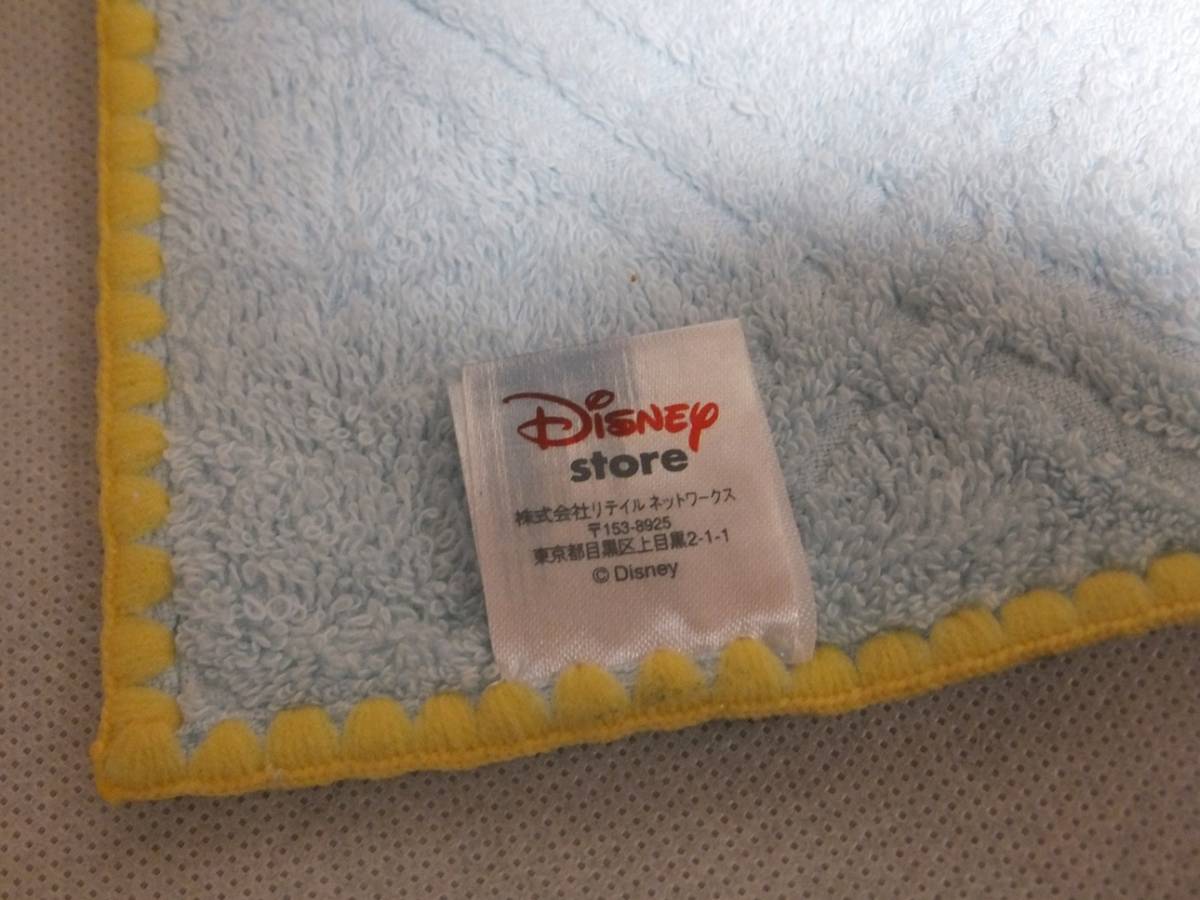 Disney
store
株式会社リテイルネットワークス
〒153-8925
東京都目黒区上目黒2-1-1
© Disney